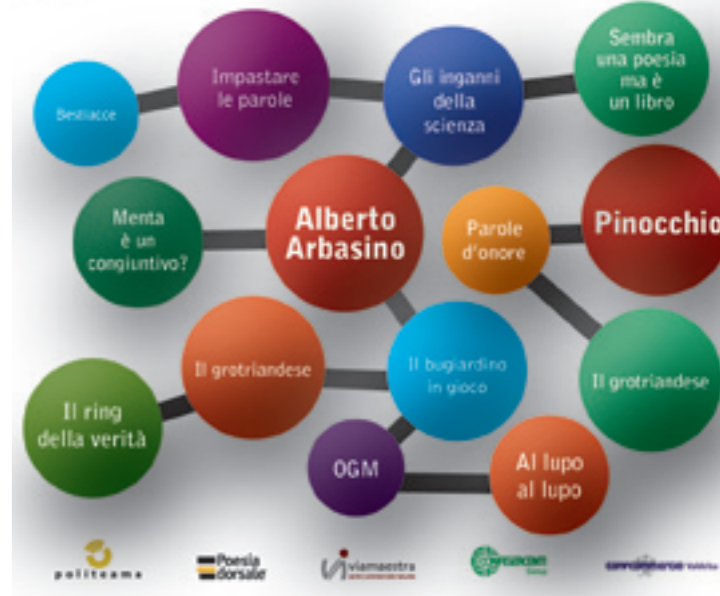 Bestiacce
Impastare
le parole
Gli inganni
della
scienza
Sembra
una poesia
ma è
un libro
Menta
è un
congiuntivo?
Alberto
Arbasino
Parole
d'onore
Pinocchio
Il grotriandese
Il bugiardino
in gioco
Il grotriandese
Il ring
della verità
OGM
Al lupo
al lupo
politeama
Poesia
dorsale
viamaestra